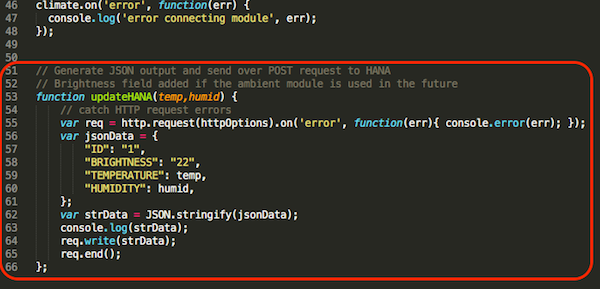 46 climate.on('error', function(err) {
47   console.log('error connecting module', err);
48 });
49
50
51 // Generate JSON output and send over POST request to HANA
52 // Brightness field added if the ambient module is used in the future
53 function updateHANA(temp,humid) {
54   // catch HTTP request errors
55   var req = http.request(httpOptions).on('error', function(err){ console.error(err); });
56   var jsonData = {
57     "ID": "1",
58     "BRIGHTNESS": "22",
59     "TEMPERATURE": temp,
60     "HUMIDITY": humid,
61   };
62   var strData = JSON.stringify(jsonData);
63   console.log(strData);
64   req.write(strData);
65   req.end();
66 };